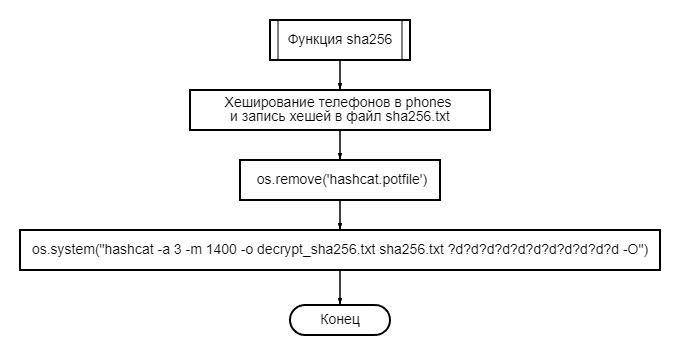 Функция sha256
Хеширование телефонов в phones
и запись хешей в файл sha256.txt
os.remove('hashcat.potfile')
os.system("hashcat -a 3 -m 1400 -o decrypt_sha256.txt sha256.txt ?d?d?d?d?d?d?d?d?d?d?d -O")
Конец